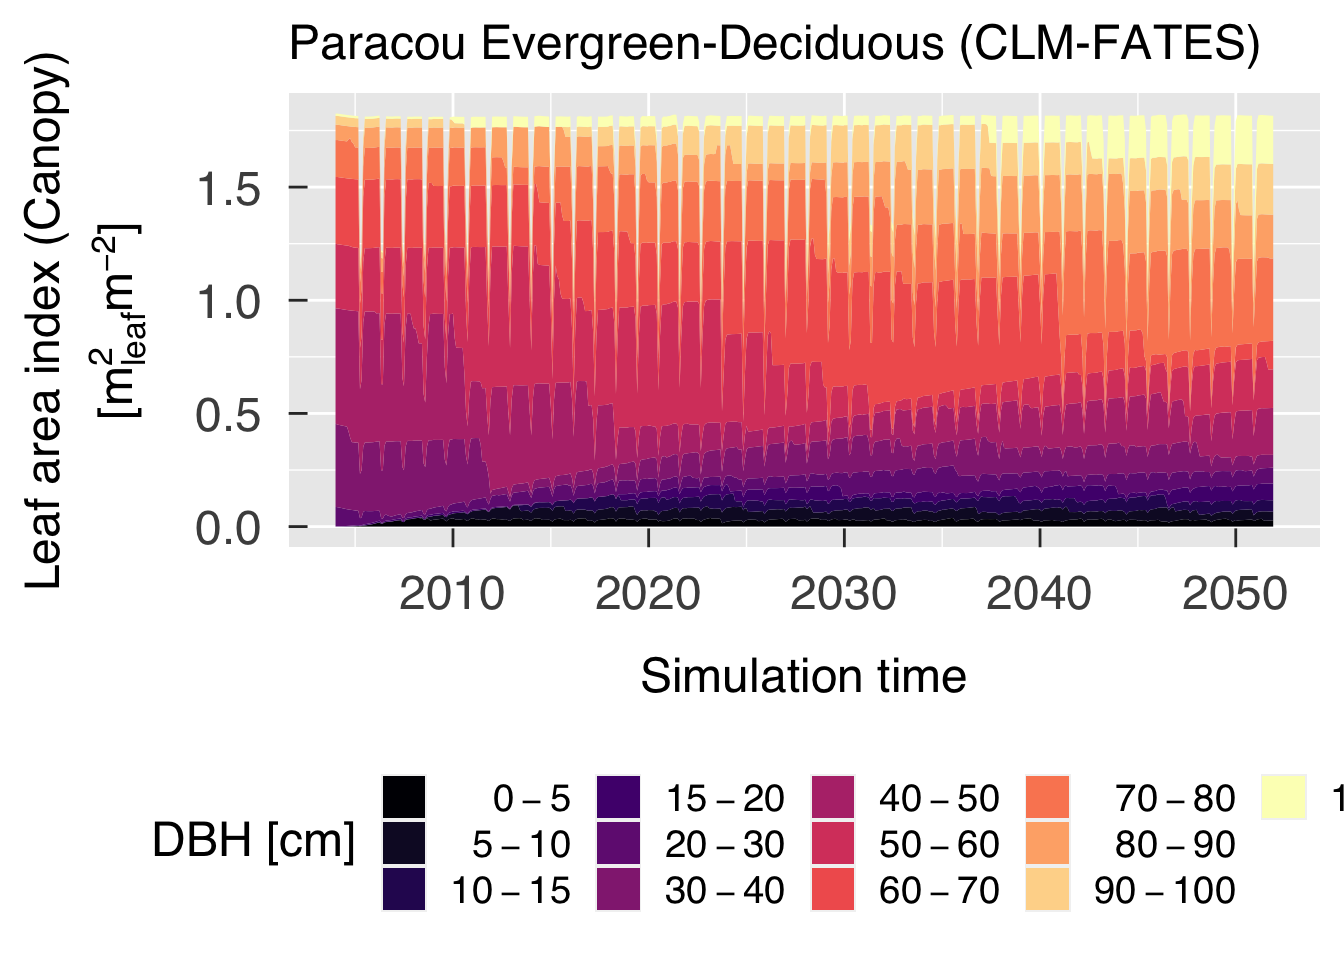 Paracou Evergreen-Deciduous (CLM-FATES)
Leaf area index (Canopy)
[m²leaf m⁻²]
1.5
1.0
0.5
0.0
2010 2020 2030 2040 2050
Simulation time
DBH [cm]
0 – 5 15 – 20 40 – 50 70 – 80 1
5 – 10 20 – 30 50 – 60 80 – 90
10 – 15 30 – 40 60 – 70 90 – 100